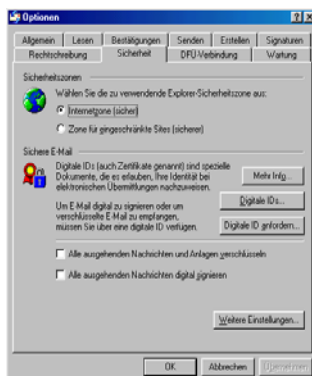 Optionen
Allgemein Lesen Bestätigungen Senden Erstellen Signaturen
Rechtschreibung Sicherheit DFÜ-Verbindung Wartung
Sicherheitszonen
Wählen Sie die zu verwendende Explorer-Sicherheitszone aus:
Internetzone (sicher)
Zone für eingeschränkte Sites (sicherer)
Sichere E-Mail
Digitale IDs (auch Zertifikate genannt) sind spezielle
Dokumente, die es erlauben, Ihre Identität bei
elektronischen Übermittlungen nachzuweisen.
Mehr Info...
Um E-Mail digital zu signieren oder um
verschlüsselte E-Mail zu empfangen,
müssen Sie über eine digitale ID verfügen.
Digitale IDs...
Digitale ID anfordern...
Alle ausgehenden Nachrichten und Anlagen verschlüsseln
Alle ausgehenden Nachrichten digital signieren
Weitere Einstellungen...
OK Abbrechen Übernehmen